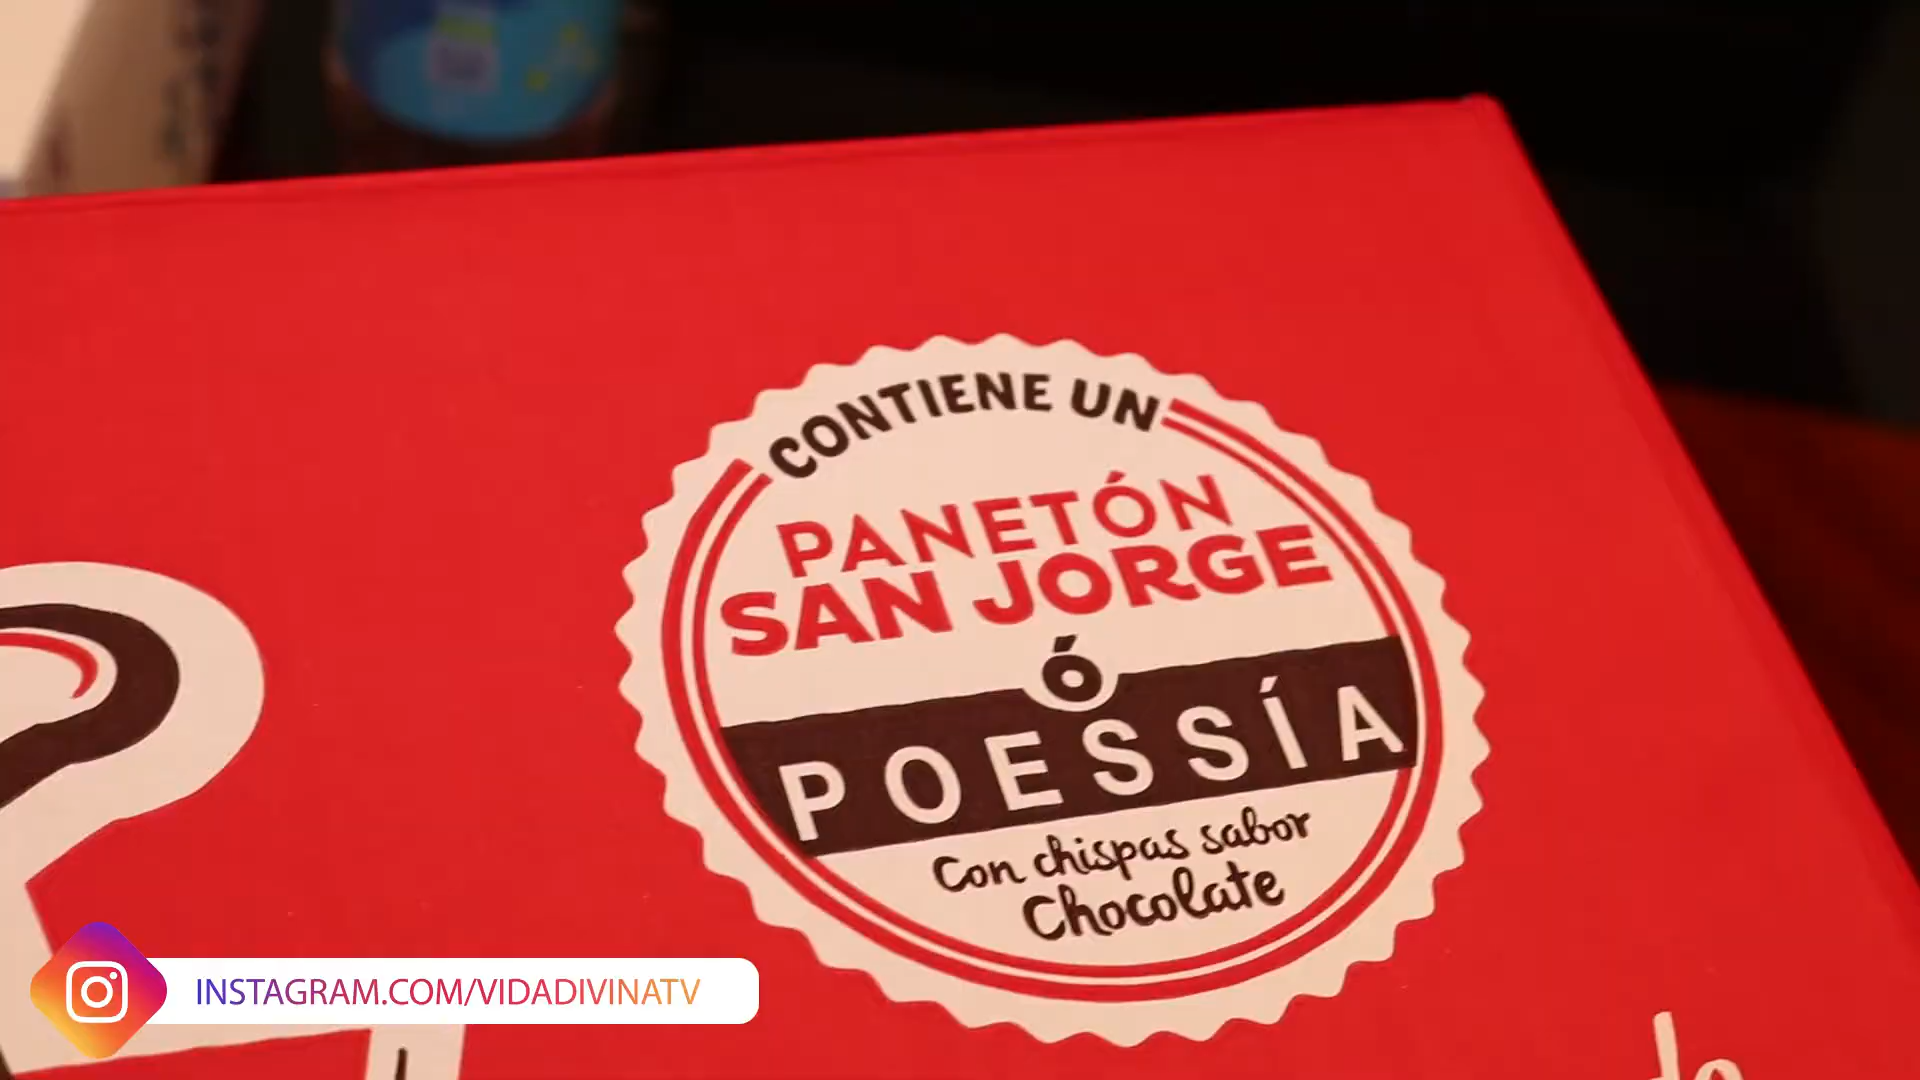 CONTIENE UN
PANETÓN
SAN JORGE
ó
POESSÍA
Con chispas sabor
Chocolate
INSTAGRAM.COM/VIDADIVINATV